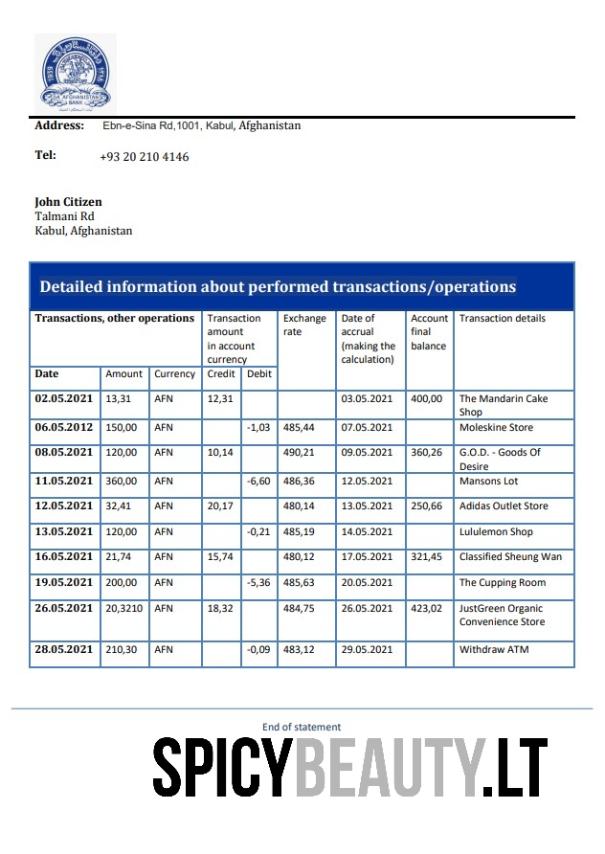 AFGHANISTAN
BANK
1939
Address: Ebn-e-Sina Rd,1001, Kabul, Afghanistan
Tel: +93 20 210 4146
John Citizen
Talmani Rd
Kabul, Afghanistan
Detailed information about performed transactions/operations
Transactions, other operations Transaction amount in account currency Exchange rate Date of accrual (making the calculation) Account final balance Transaction details
Date Amount Currency Credit Debit
02.05.2021 13,31 AFN 12,31 03.05.2021 400,00 The Mandarin Cake Shop
06.05.2012 150,00 AFN -1,03 485,44 07.05.2021 Moleskine Store
08.05.2021 120,00 AFN 10,14 490,21 09.05.2021 360,26 G.O.D. - Goods Of Desire
11.05.2021 360,00 AFN -6,60 486,36 12.05.2021 Mansons Lot
12.05.2021 32,41 AFN 20,17 480,14 13.05.2021 250,66 Adidas Outlet Store
13.05.2021 120,00 AFN -0,21 485,19 14.05.2021 Lululemon Shop
16.05.2021 21,74 AFN 15,74 480,12 17.05.2021 321,45 Classified Sheung Wan
19.05.2021 200,00 AFN -5,36 485,63 20.05.2021 The Cupping Room
26.05.2021 20,3210 AFN 18,32 484,75 26.05.2021 423,02 JustGreen Organic Convenience Store
28.05.2021 210,30 AFN -0,09 483,12 29.05.2021 Withdraw ATM
End of statement
SPICYBEAUTY.LT